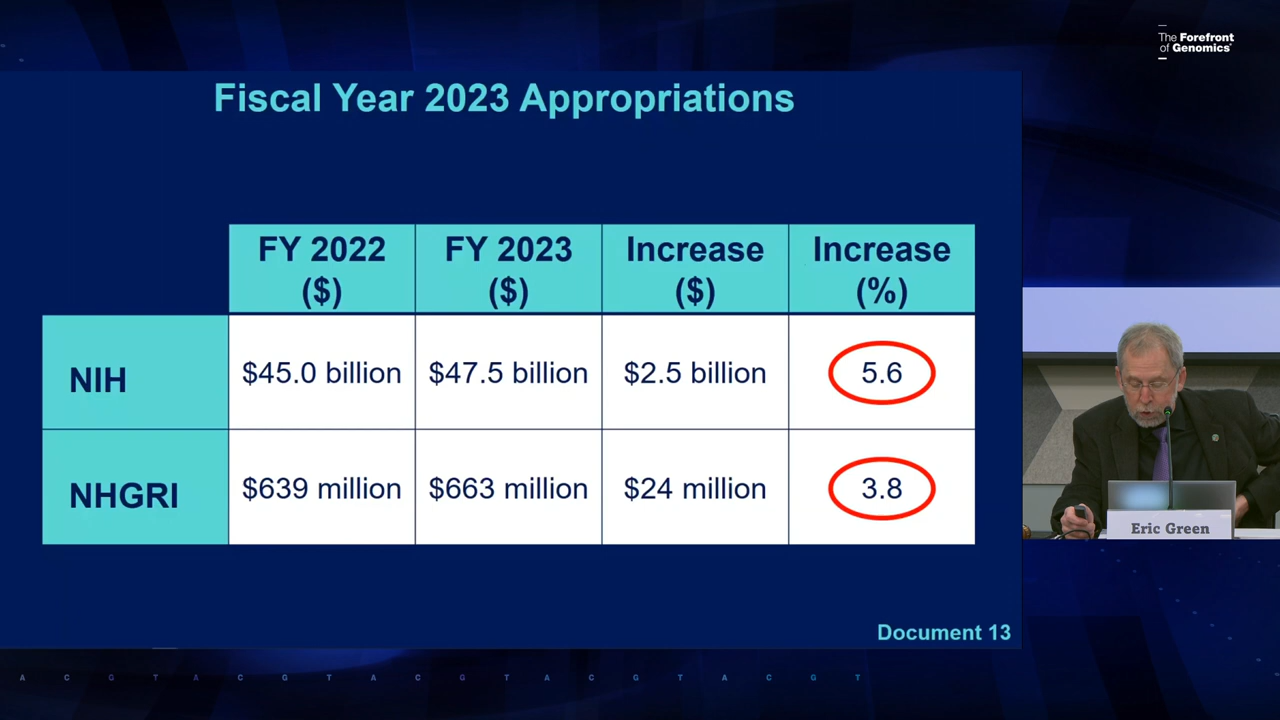 The Forefront
of Genomics®
Fiscal Year 2023 Appropriations
FY 2022 ($)
FY 2023 ($)
Increase ($)
Increase (%)
NIH
$45.0 billion
$47.5 billion
$2.5 billion
5.6
NHGRI
$639 million
$663 million
$24 million
3.8
Eric Green
Document 13
A C G T A C G T A C G T A C G T A C G T